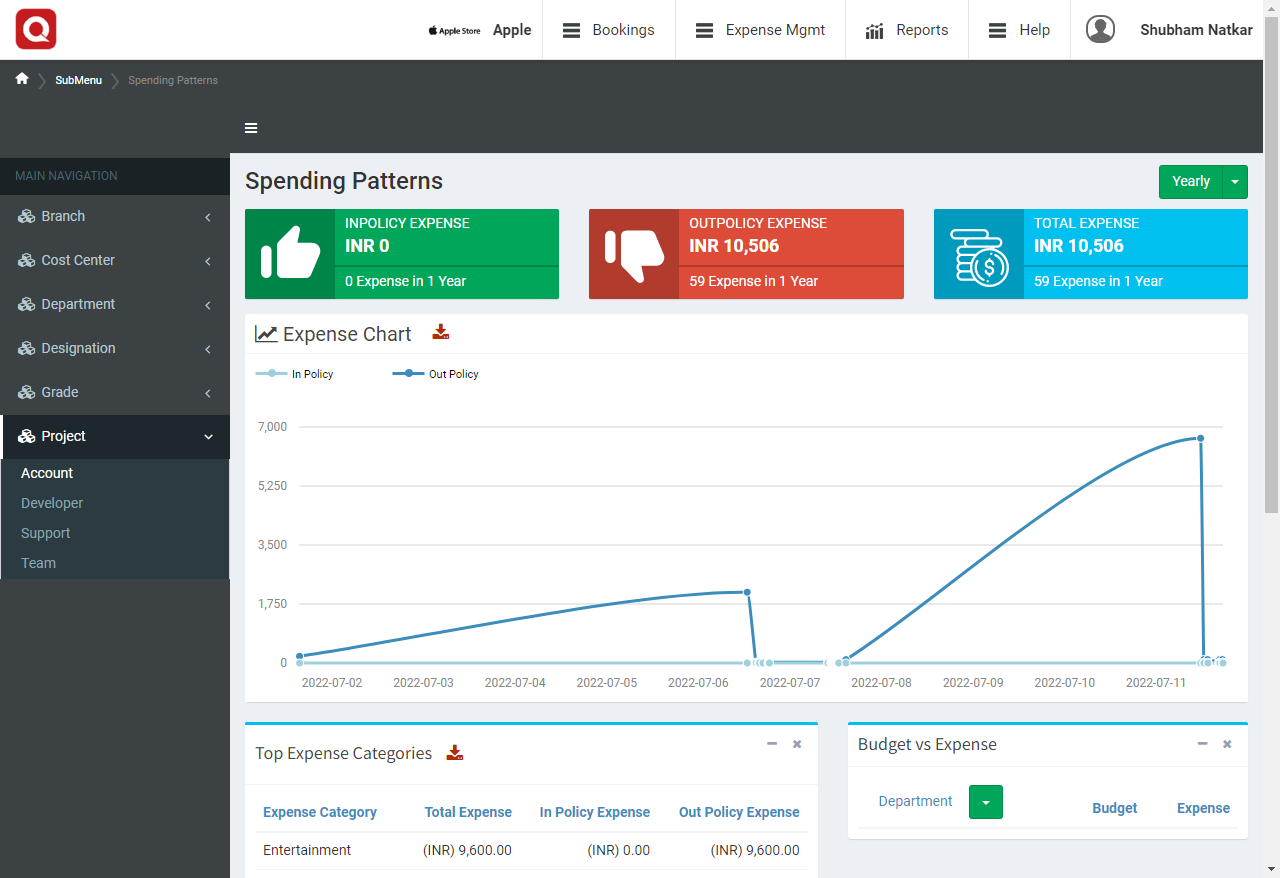 Apple Store Apple Bookings Expense Mgmt Reports Help Shubham Natkar
SubMenu Spending Patterns
MAIN NAVIGATION
Branch
Cost Center
Department
Designation
Grade
Project
Account
Developer
Support
Team
Spending Patterns
Yearly
INPOLICY EXPENSE
INR 0
0 Expense in 1 Year
OUTPOLICY EXPENSE
INR 10,506
59 Expense in 1 Year
TOTAL EXPENSE
INR 10,506
59 Expense in 1 Year
Expense Chart
In Policy Out Policy
7,000
5,250
3,500
1,750
0
2022-07-02 2022-07-03 2022-07-04 2022-07-05 2022-07-06 2022-07-07 2022-07-08 2022-07-09 2022-07-10 2022-07-11
Top Expense Categories
Expense Category Total Expense In Policy Expense Out Policy Expense
Entertainment (INR) 9,600.00 (INR) 0.00 (INR) 9,600.00
Budget vs Expense
Department Budget Expense